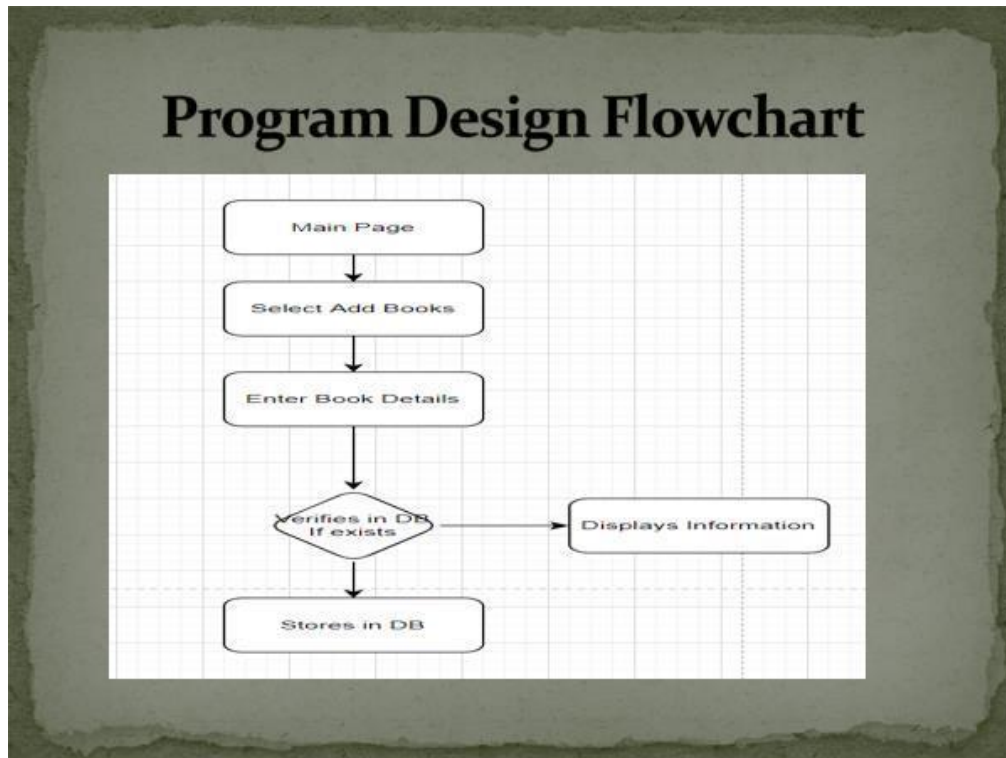 Program Design Flowchart
Main Page
Select Add Books
Enter Book Details
Verifies in DB
If exists
Displays Information
Stores in DB